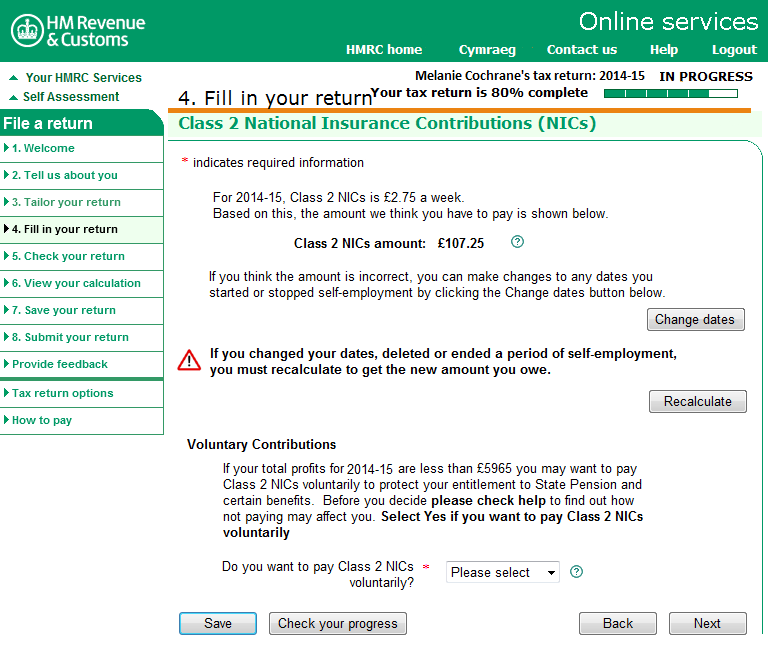 HM Revenue
& Customs
Online services
HMRC home Cymraeg Contact us Help Logout
Your HMRC Services
Self Assessment
Melanie Cochrane's tax return: 2014-15 IN PROGRESS
4. Fill in your return
Your tax return is 80% complete
File a return
1. Welcome
2. Tell us about you
3. Tailor your return
4. Fill in your return
5. Check your return
6. View your calculation
7. Save your return
8. Submit your return
Provide feedback
Tax return options
How to pay
Class 2 National Insurance Contributions (NICs)
* indicates required information
For 2014-15, Class 2 NICs is £2.75 a week.
Based on this, the amount we think you have to pay is shown below.
Class 2 NICs amount: £107.25 ?
If you think the amount is incorrect, you can make changes to any dates you
started or stopped self-employment by clicking the Change dates button below.
Change dates
If you changed your dates, deleted or ended a period of self-employment,
you must recalculate to get the new amount you owe.
Recalculate
Voluntary Contributions
If your total profits for 2014-15 are less than £5965 you may want to pay
Class 2 NICs voluntarily to protect your entitlement to State Pension and
certain benefits. Before you decide please check help to find out how
not paying may affect you. Select Yes if you want to pay Class 2 NICs
voluntarily
Do you want to pay Class 2 NICs * Please select ?
voluntarily?
Save Check your progress Back Next